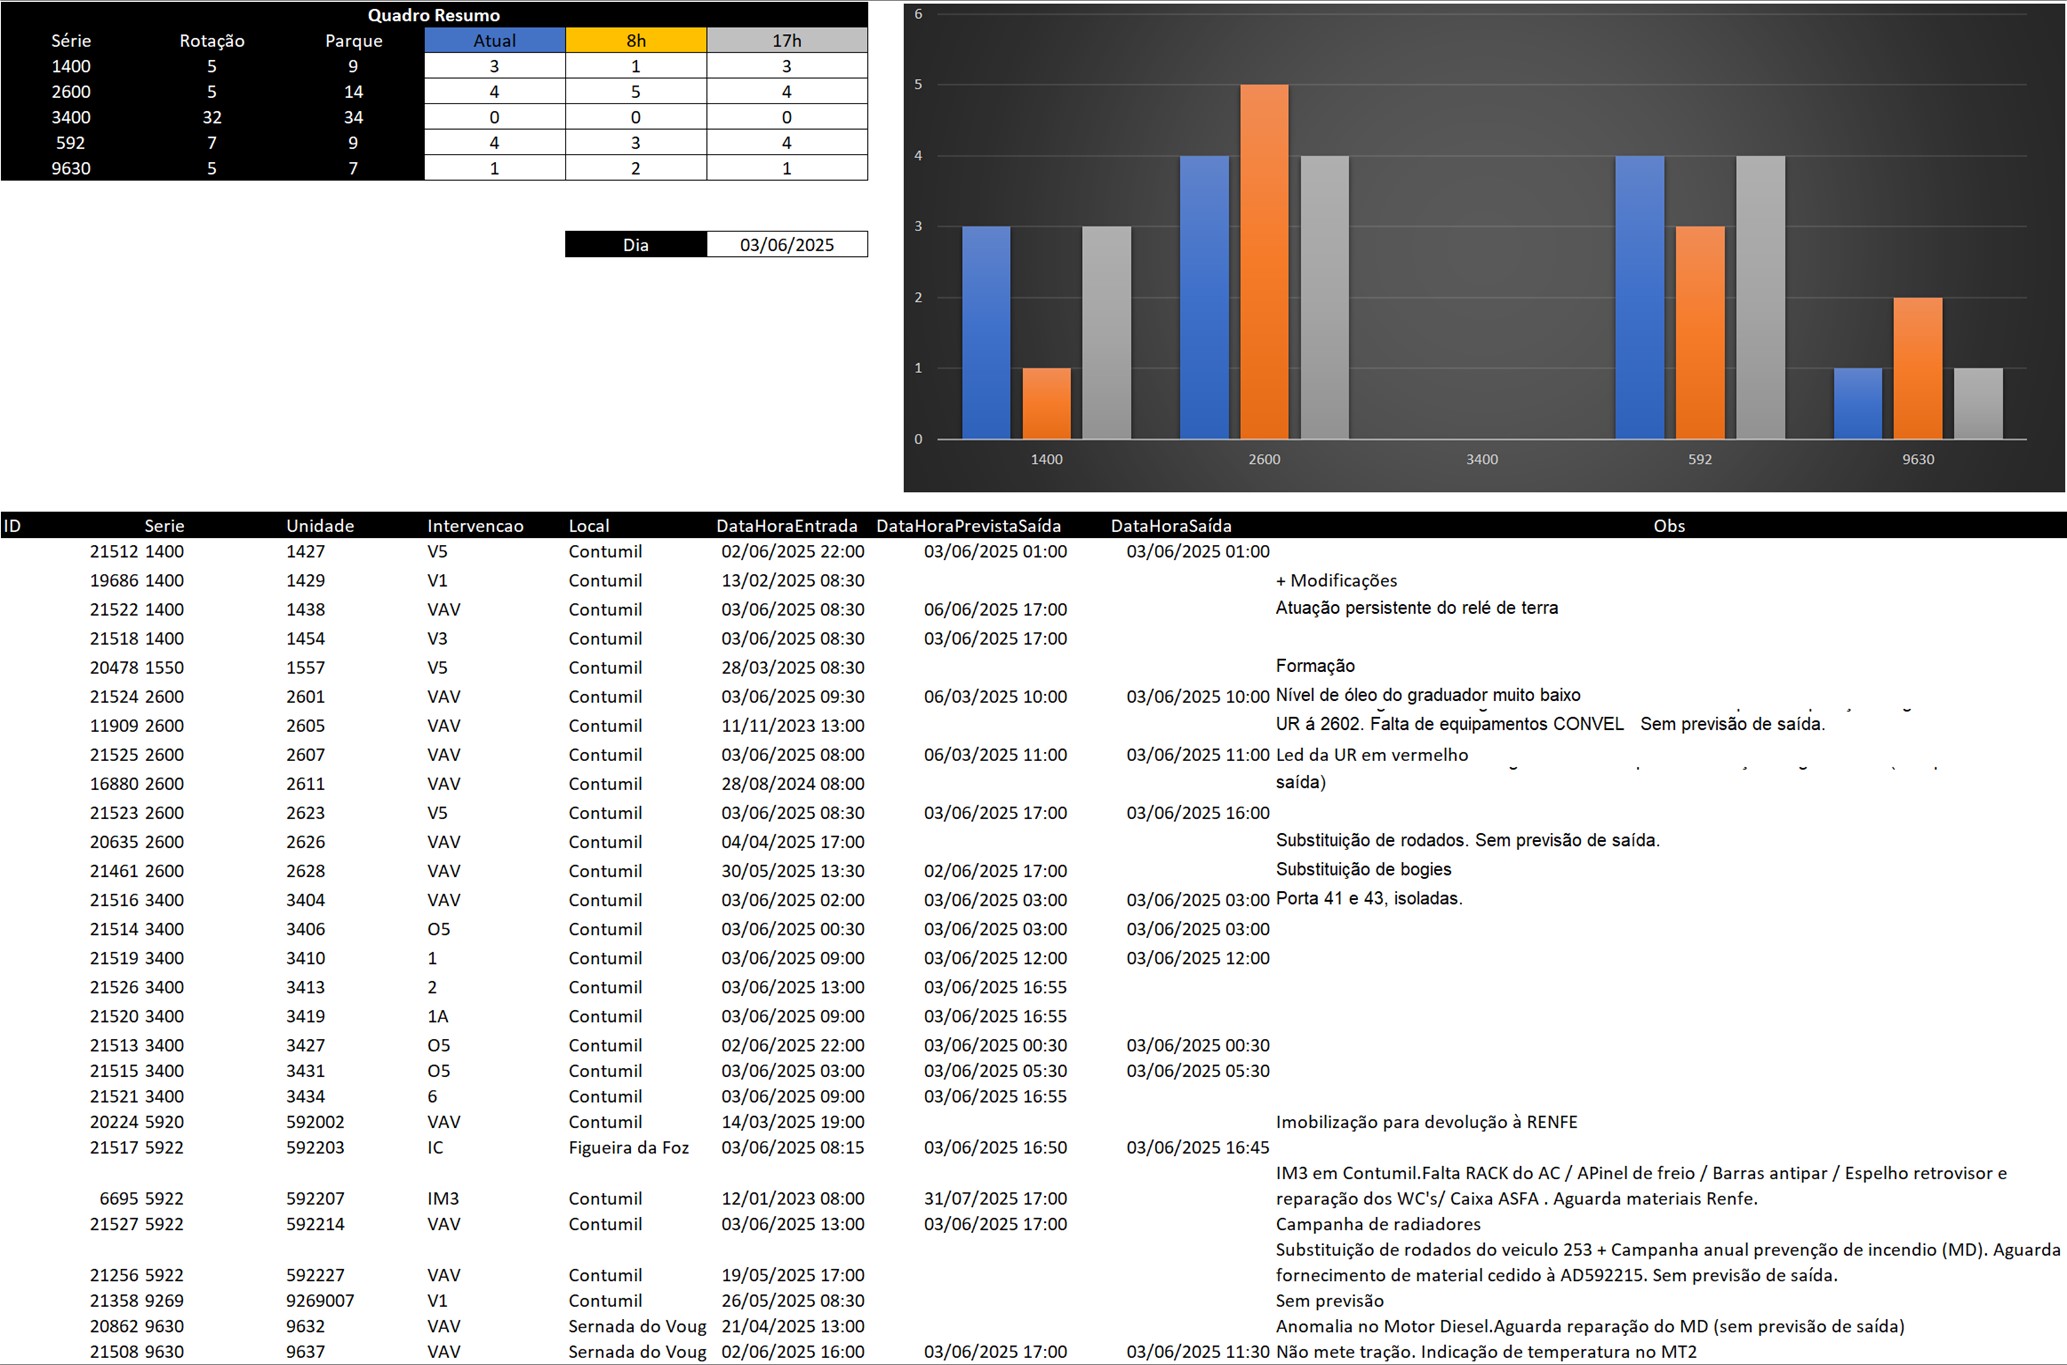 Quadro Resumo
Série Rotação Parque Atual 8h 17h
1400 5 9 3 1 3
2600 5 14 4 5 4
3400 32 34 0 0 0
592 7 9 4 3 4
9630 5 7 1 2 1
Dia 03/06/2025
6
5
4
3
2
1
0
1400 2600 3400 592 9630
ID Serie Unidade Intervencao Local DataHoraEntrada DataHoraPrevistaSaída DataHoraSaída Obs
21512 1400 1427 V5 Contumil 02/06/2025 22:00 03/06/2025 01:00 03/06/2025 01:00
19686 1400 1429 V1 Contumil 13/02/2025 08:30 + Modificações
21522 1400 1438 VAV Contumil 03/06/2025 08:30 06/06/2025 17:00 Atuação persistente do relé de terra
21518 1400 1454 V3 Contumil 03/06/2025 08:30 03/06/2025 17:00
20478 1550 1557 V5 Contumil 28/03/2025 08:30 Formação
21524 2600 2601 VAV Contumil 03/06/2025 09:30 06/03/2025 10:00 03/06/2025 10:00 Nível de óleo do graduador muito baixo
11909 2600 2605 VAV Contumil 11/11/2023 13:00 UR á 2602. Falta de equipamentos CONVEL Sem previsão de saída.
21525 2600 2607 VAV Contumil 03/06/2025 08:00 06/03/2025 11:00 03/06/2025 11:00 Led da UR em vermelho
16880 2600 2611 VAV Contumil 28/08/2024 08:00 saída)
21523 2600 2623 V5 Contumil 03/06/2025 08:30 03/06/2025 17:00 03/06/2025 16:00
20635 2600 2626 VAV Contumil 04/04/2025 17:00 Substituição de rodados. Sem previsão de saída.
21461 2600 2628 VAV Contumil 30/05/2025 13:30 02/06/2025 17:00 Substituição de bogies
21516 3400 3404 VAV Contumil 03/06/2025 02:00 03/06/2025 03:00 03/06/2025 03:00 Porta 41 e 43, isoladas.
21514 3400 3406 O5 Contumil 03/06/2025 00:30 03/06/2025 03:00 03/06/2025 03:00
21519 3400 3410 1 Contumil 03/06/2025 09:00 03/06/2025 12:00 03/06/2025 12:00
21526 3400 3413 2 Contumil 03/06/2025 13:00 03/06/2025 16:55
21520 3400 3419 1A Contumil 03/06/2025 09:00 03/06/2025 16:55
21513 3400 3427 O5 Contumil 02/06/2025 22:00 03/06/2025 00:30 03/06/2025 00:30
21515 3400 3431 O5 Contumil 03/06/2025 03:00 03/06/2025 05:30 03/06/2025 05:30
21521 3400 3434 6 Contumil 03/06/2025 09:00 03/06/2025 16:55
20224 5920 592002 VAV Contumil 14/03/2025 19:00 Imobilização para devolução à RENFE
21517 5922 592203 IC Figueira da Foz 03/06/2025 08:15 03/06/2025 16:50 03/06/2025 16:45
IM3 em Contumil.Falta RACK do AC / APinel de freio / Barras antipar / Espelho retrovisor e
6695 5922 592207 IM3 Contumil 12/01/2023 08:00 31/07/2025 17:00 reparação dos WC's/ Caixa ASFA . Aguarda materiais Renfe.
21527 5922 592214 VAV Contumil 03/06/2025 13:00 03/06/2025 17:00 Campanha de radiadores
Substituição de rodados do veiculo 253 + Campanha anual prevenção de incendio (MD). Aguarda
21256 5922 592227 VAV Contumil 19/05/2025 17:00 fornecimento de material cedido à AD592215. Sem previsão de saída.
21358 9269 9269007 V1 Contumil 26/05/2025 08:30 Sem previsão
20862 9630 9632 VAV Sernada do Voug 21/04/2025 13:00 Anomalia no Motor Diesel.Aguarda reparação do MD (sem previsão de saída)
21508 9630 9637 VAV Sernada do Voug 02/06/2025 16:00 03/06/2025 17:00 03/06/2025 11:30 Não mete tração. Indicação de temperatura no MT2